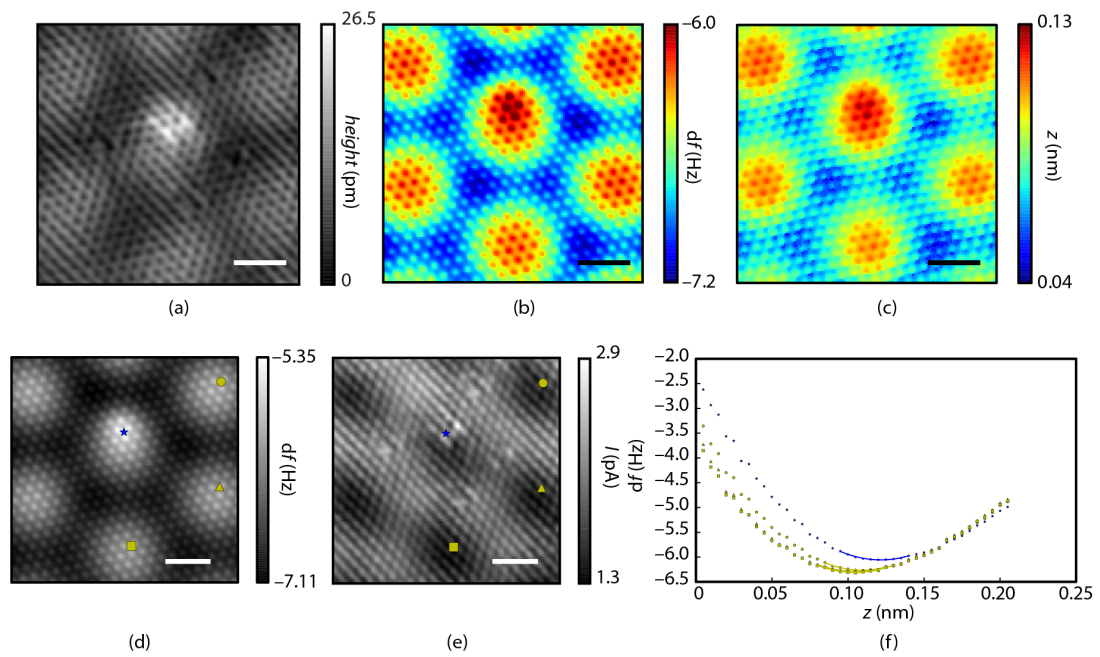 26.5
height (pm)
0
(a)
−6.0
df (Hz)
−7.2
(b)
0.13
z (nm)
0.04
(c)
−5.35
df (Hz)
−7.11
(d)
2.9
I (pA)
1.3
(e)
−2.0
−2.5
−3.0
−3.5
−4.0
−4.5
−5.0
−5.5
−6.0
−6.5
df (Hz)
0 0.05 0.10 0.15 0.20 0.25
z (nm)
(f)